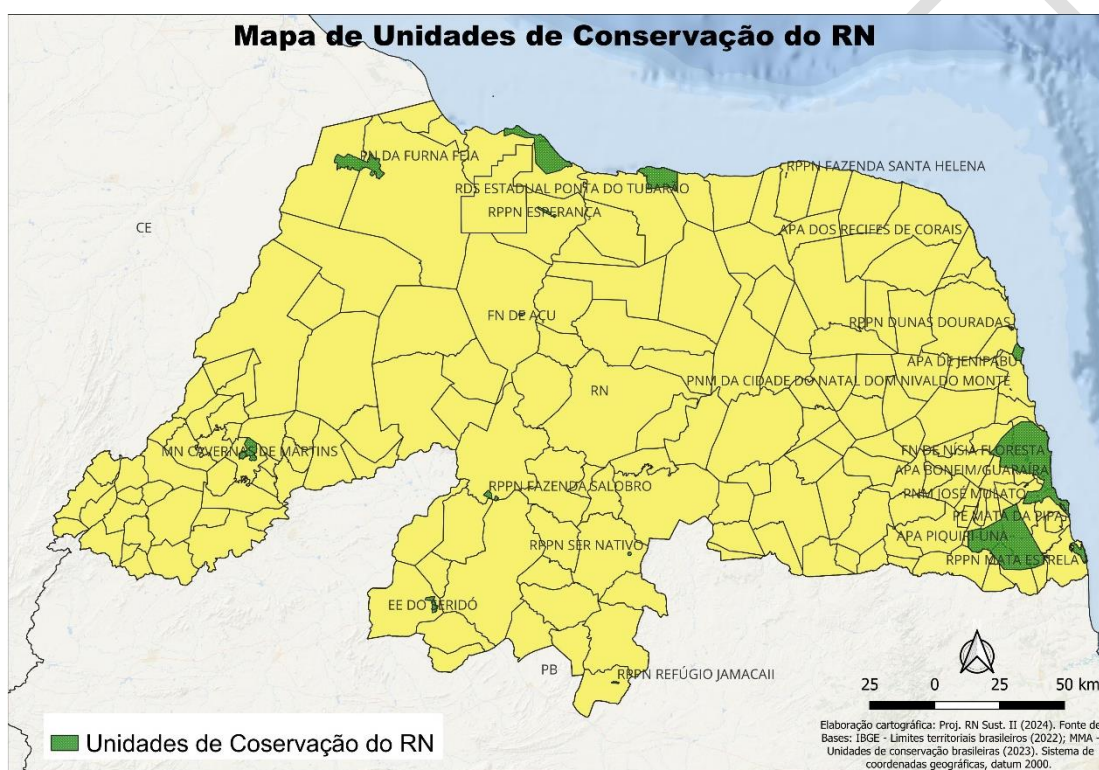 Mapa de Unidades de Conservação do RN
PN DA FURNA FEIA
RPPN FAZENDA SANTA HELENA
RDS ESTADUAL PONTA DO TUBARÃO
RPPN ESPERANÇA
CE
APA DOS RECIFES DE CORAIS
FN DE AÇU
RPPN DUNAS DOURADAS
APA DE JENIPABU
PNM DA CIDADE DO NATAL DOM NIVALDO MONTE
RN
MN CAVERNAS DE MARTINS
FN DE NÍSIA FLORESTA
APA BONFIM/GUARAÍRA
RPPN FAZENDA SALOBRO
PNM JOSÉ MULATO
PE MATA DA PIPA
APA PIQUIRI-UNA
RPPN SER NATIVO
RPPN MATA ESTRELA
EE DO SERIDÓ
PB
RPPN REFÚGIO JAMACAII
25 0 25 50 km
Unidades de Coservação do RN
Elaboração cartográfica: Proj. RN Sust. II (2024). Fonte de
Bases: IBGE - Limites territoriais brasileiros (2022); MMA -
Unidades de conservação brasileiras (2023). Sistema de
coordenadas geográficas, datum 2000.